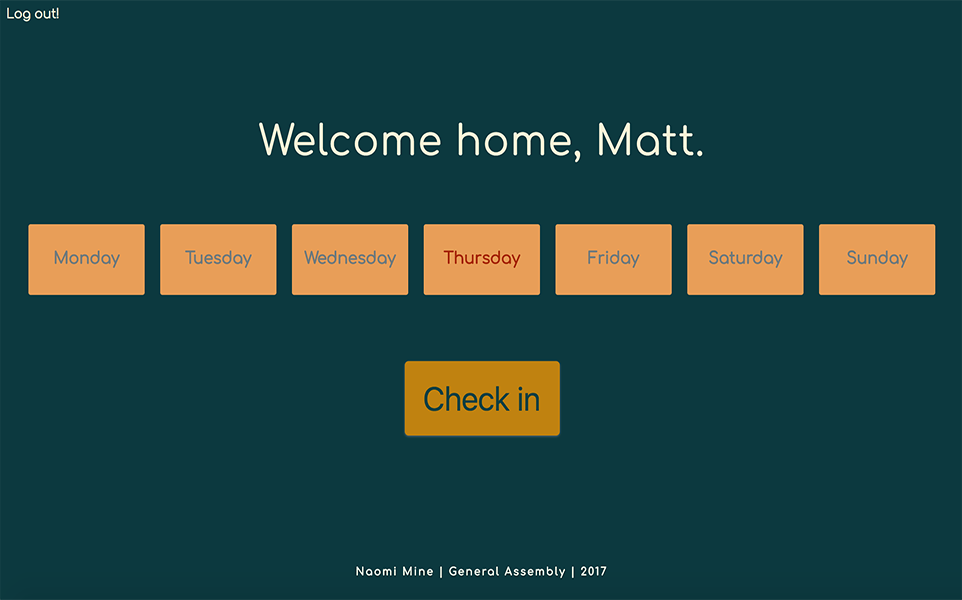 Log out!
Welcome home, Matt.
Monday Tuesday Wednesday Thursday Friday Saturday Sunday
Check in
Naomi Mine | General Assembly | 2017